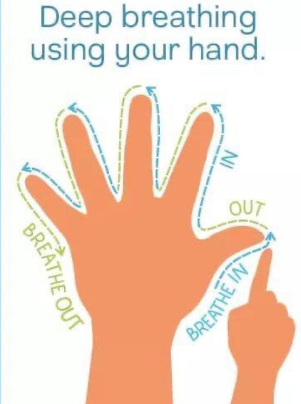 Deep breathing
using your hand.
IN
OUT
BREATHE IN
BREATHE OUT